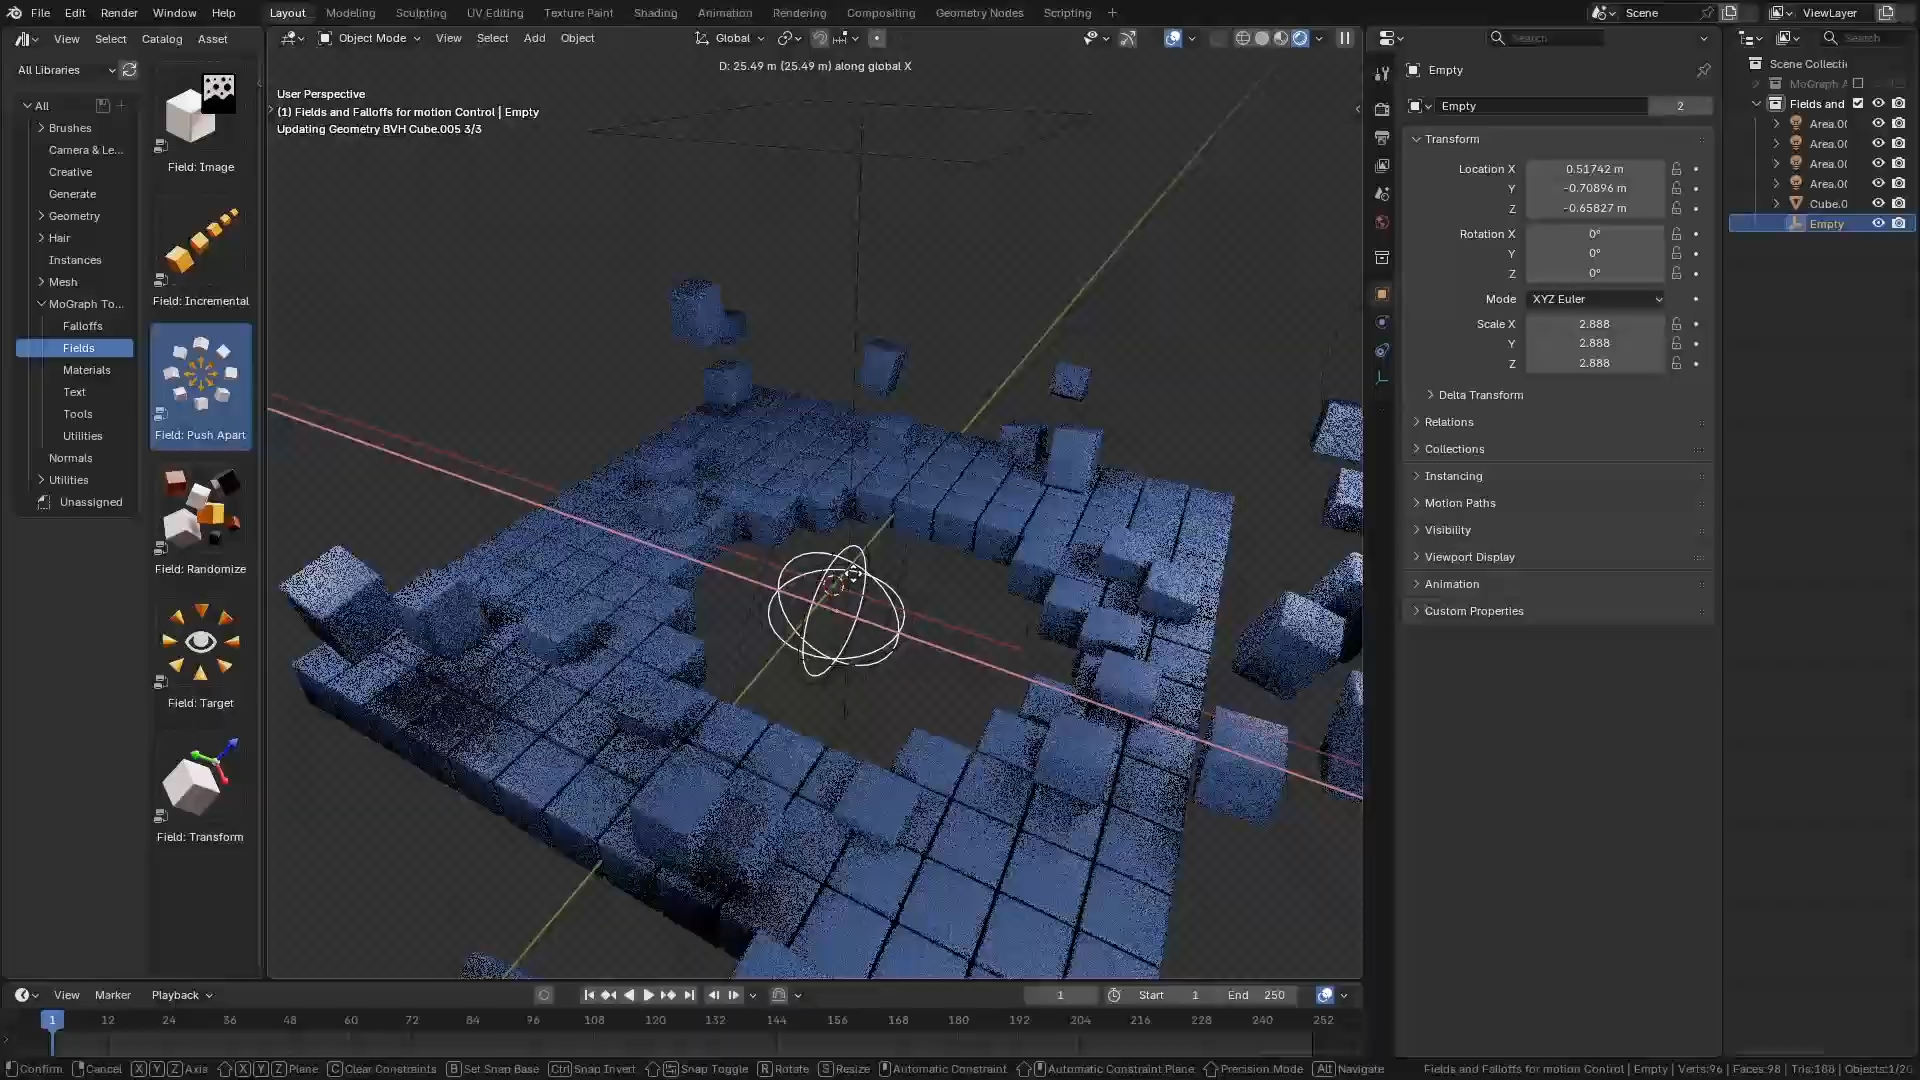 File Edit Render Window Help Layout Modeling Sculpting UV Editing Texture Paint Shading Animation Rendering Compositing Geometry Nodes Scripting + Scene ViewLayer
View Select Catalog Asset
Object Mode View Select Add Object Global
Search
Search
All Libraries
All
Brushes
Camera & Le...
Creative
Generate
Geometry
Hair
Instances
Mesh
MoGraph To...
Falloffs
Fields
Materials
Text
Tools
Utilities
Normals
Utilities
Unassigned
Field: Image
Field: Incremental
Field: Push Apart
Field: Randomize
Field: Target
Field: Transform
D: 25.49 m (25.49 m) along global X
User Perspective
(1) Fields and Falloffs for motion Control | Empty
Updating Geometry BVH Cube.005 3/3
Empty
Empty 2
Transform
Location X 0.51742 m
Y -0.70896 m
Z -0.65827 m
Rotation X 0°
Y 0°
Z 0°
Mode XYZ Euler
Scale X 2.888
Y 2.888
Z 2.888
Delta Transform
Relations
Collections
Instancing
Motion Paths
Visibility
Viewport Display
Animation
Custom Properties
Scene Collecti
MoGraph A
Fields and
Area.00
Area.00
Area.00
Area.00
Cube.0
Empty
View Marker Playback 1 Start 1 End 250
1 12 24 36 48 60 72 84 96 108 120 132 144 156 168 180 192 204 216 228 240 252
Confirm Cancel X Y Z Axis X Y Z Plane C Clear Constraints B Set Snap Base Ctrl Snap Invert Snap Toggle R Rotate S Resize Automatic Constraint Automatic Constraint Plane Precision Mode Alt Navigate Fields and Falloffs for motion Control | Empty | Verts:96 | Faces:98 | Tris:188 | Objects:1/20